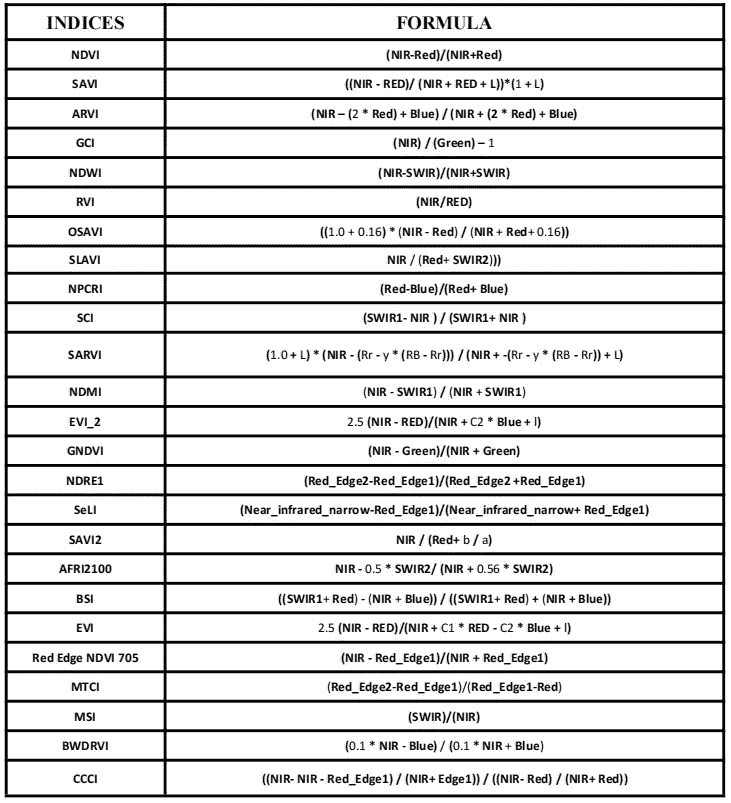 INDICES FORMULA
NDVI (NIR-Red)/(NIR+Red)
SAVI ((NIR - RED)/ (NIR + RED + L))*(1 + L)
ARVI (NIR – (2 * Red) + Blue) / (NIR + (2 * Red) + Blue)
GCI (NIR) / (Green) – 1
NDWI (NIR-SWIR)/(NIR+SWIR)
RVI (NIR/RED)
OSAVI ((1.0 + 0.16) * (NIR - Red) / (NIR + Red+ 0.16))
SLAVI NIR / (Red+ SWIR2)))
NPCRI (Red-Blue)/(Red+ Blue)
SCI (SWIR1- NIR ) / (SWIR1+ NIR )
SARVI (1.0 + L) * (NIR - (Rr - y * (RB - Rr))) / (NIR + -(Rr - y * (RB - Rr)) + L)
NDMI (NIR - SWIR1) / (NIR + SWIR1)
EVI_2 2.5 (NIR - RED)/(NIR + C2 * Blue + l)
GNDVI (NIR - Green)/(NIR + Green)
NDRE1 (Red_Edge2-Red_Edge1)/(Red_Edge2 +Red_Edge1)
SeLI (Near_infrared_narrow-Red_Edge1)/(Near_infrared_narrow+ Red_Edge1)
SAVI2 NIR / (Red+ b / a)
AFRI2100 NIR - 0.5 * SWIR2/ (NIR + 0.56 * SWIR2)
BSI ((SWIR1+ Red) - (NIR + Blue)) / ((SWIR1+ Red) + (NIR + Blue))
EVI 2.5 (NIR - RED)/(NIR + C1 * RED - C2 * Blue + l)
Red Edge NDVI 705 (NIR - Red_Edge1)/(NIR + Red_Edge1)
MTCI (Red_Edge2-Red_Edge1)/(Red_Edge1-Red)
MSI (SWIR)/(NIR)
BWDRVI (0.1 * NIR - Blue) / (0.1 * NIR + Blue)
CCCI ((NIR- NIR - Red_Edge1) / (NIR+ Edge1)) / ((NIR- Red) / (NIR+ Red))